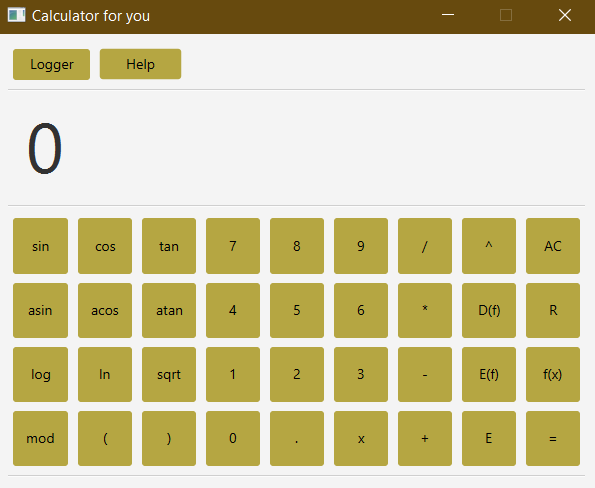 Calculator for you
Logger Help
0
sin cos tan 7 8 9 / ^ AC
asin acos atan 4 5 6 * D(f) R
log ln sqrt 1 2 3 - E(f) f(x)
mod ( ) 0 . x + E =